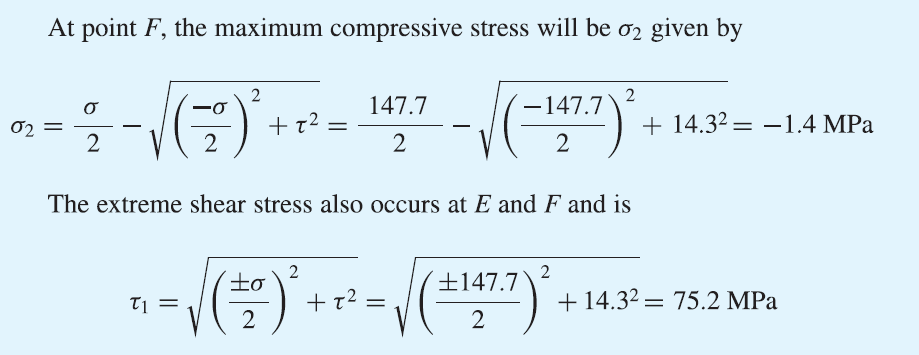 At point F, the maximum compressive stress will be σ₂ given by
σ₂ = σ/2 − √((−σ/2)² + τ²) = 147.7/2 − √((−147.7/2)² + 14.3²) = −1.4 MPa
The extreme shear stress also occurs at E and F and is
τ₁ = √((±σ/2)² + τ²) = √((±147.7/2)² + 14.3²) = 75.2 MPa